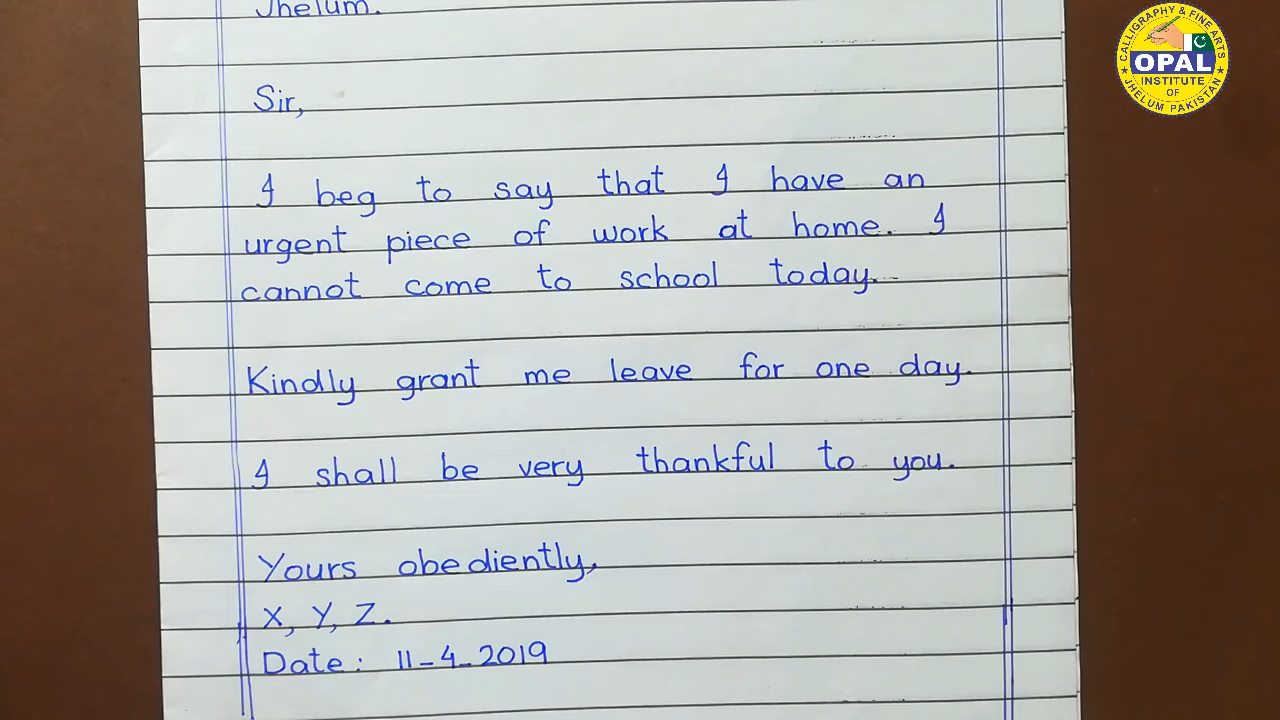 Jhelum.
Sir,
I beg to say that I have an
urgent piece of work at home. I
cannot come to school today.
Kindly grant me leave for one day.
I shall be very thankful to you.
Yours obediently,
X, Y, Z.
Date: 11-4-2019
CALLIGRAPHY & FINE ARTS
OPAL
INSTITUTE
OF
JHELUM PAKISTAN